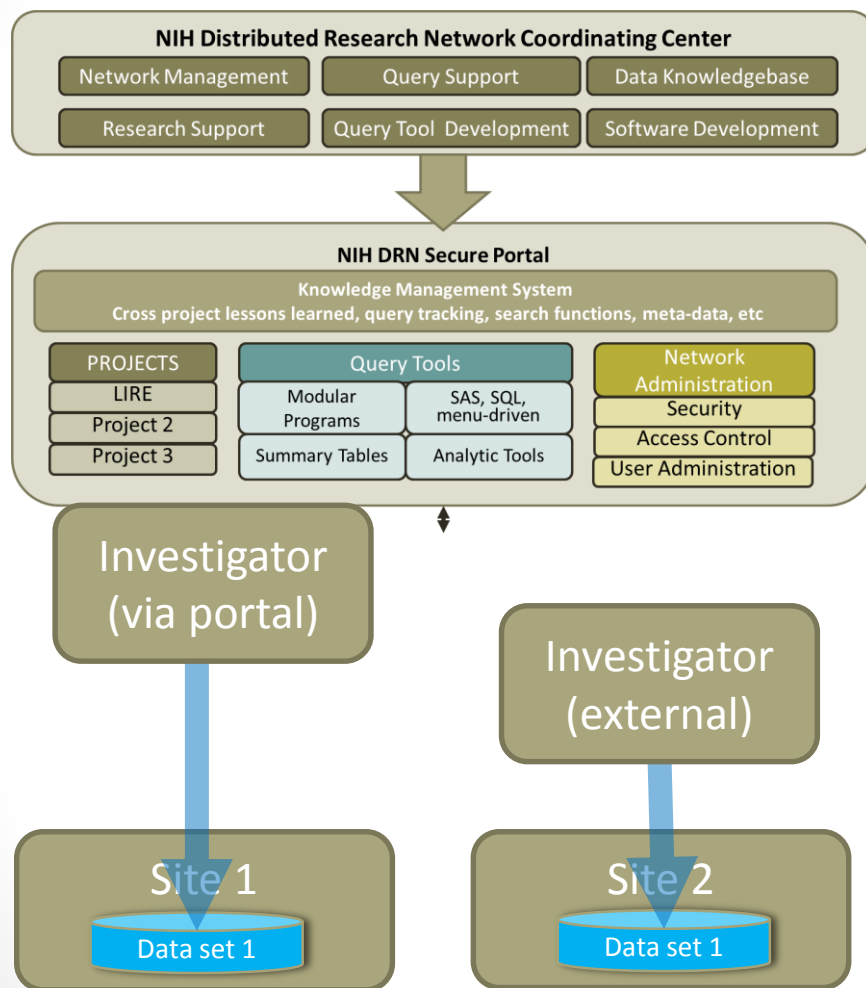 NIH Distributed Research Network Coordinating Center
Network Management
Query Support
Data Knowledgebase
Research Support
Query Tool Development
Software Development
NIH DRN Secure Portal
Knowledge Management System
Cross project lessons learned, query tracking, search functions, meta-data, etc
PROJECTS
LIRE
Project 2
Project 3
Query Tools
Modular
Programs
SAS, SQL,
menu-driven
Summary Tables
Analytic Tools
Network
Administration
Security
Access Control
User Administration
Investigator
(via portal)
Investigator
(external)
Site 1
Data set 1
Site 2
Data set 1